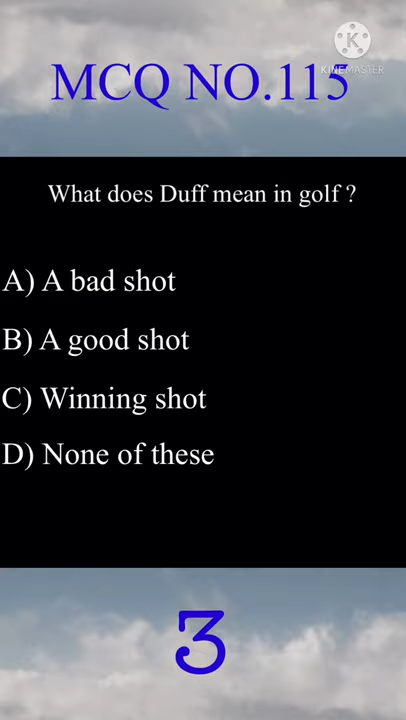 K
KINEMASTER
MCQ NO.115
What does Duff mean in golf ?
A) A bad shot
B) A good shot
C) Winning shot
D) None of these
3